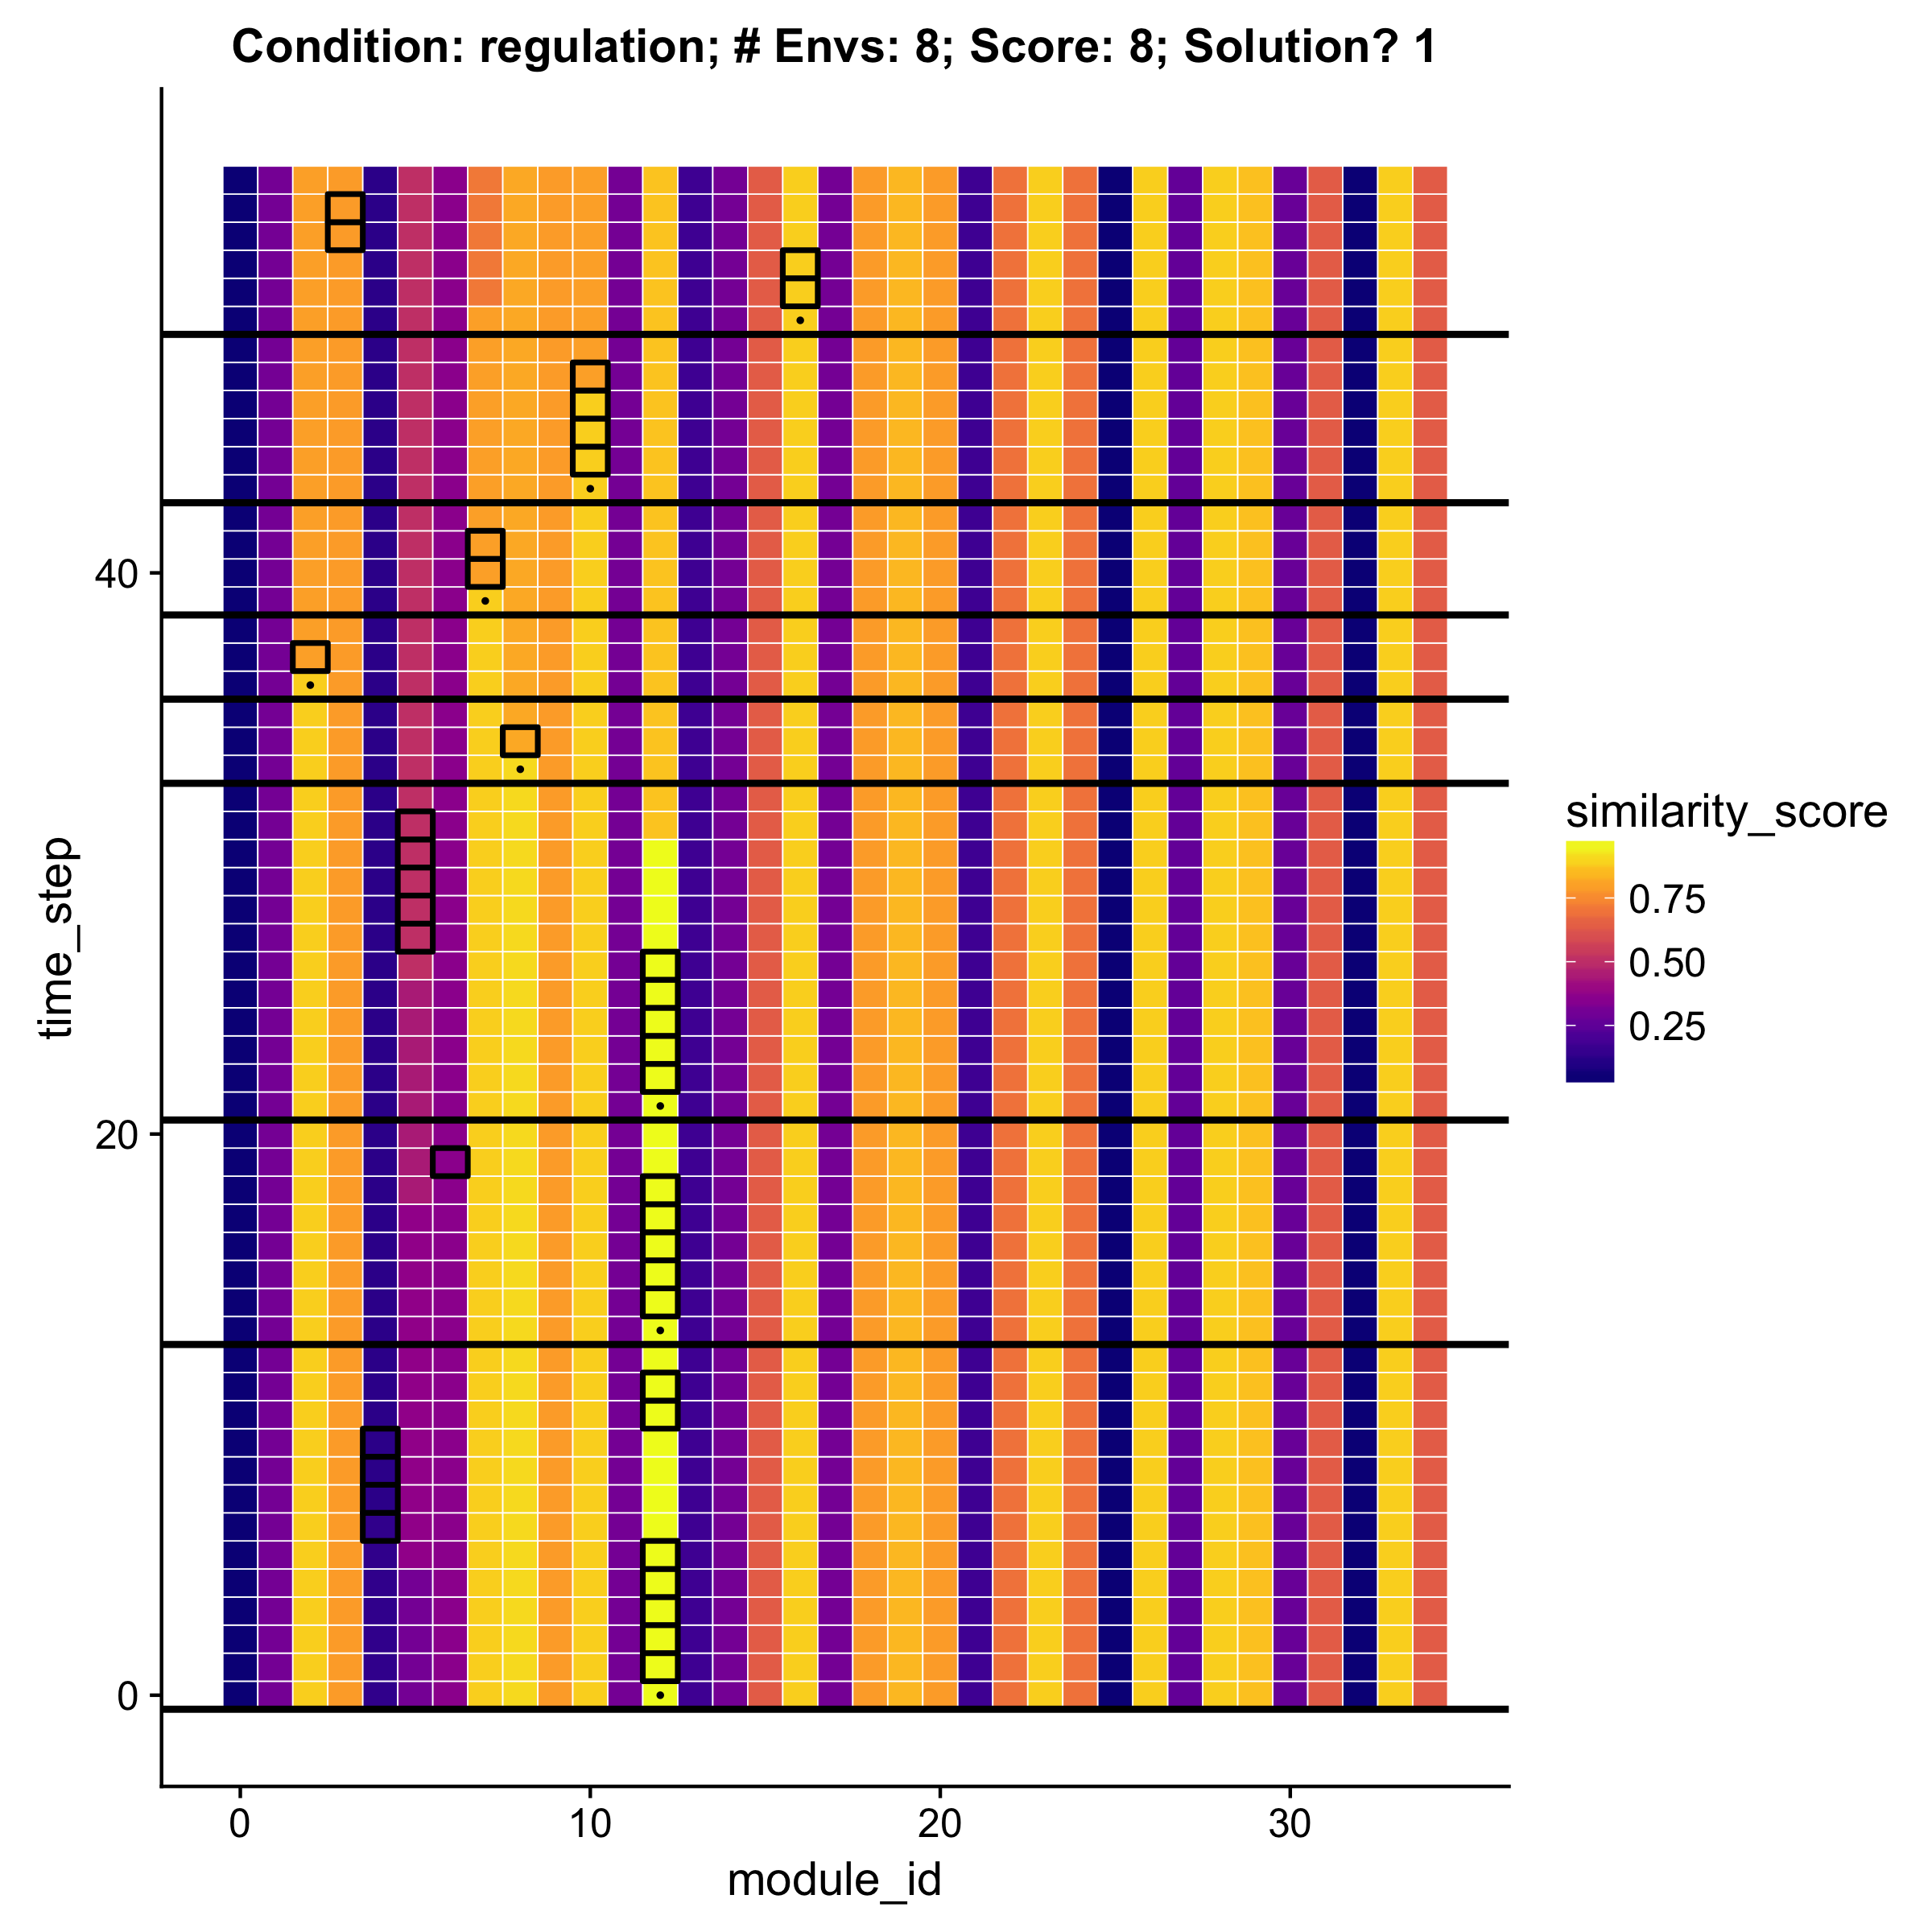 Condition: regulation; # Envs: 8; Score: 8; Solution? 1
time_step
40
20
0
0 10 20 30
module_id
similarity_score
0.75
0.50
0.25